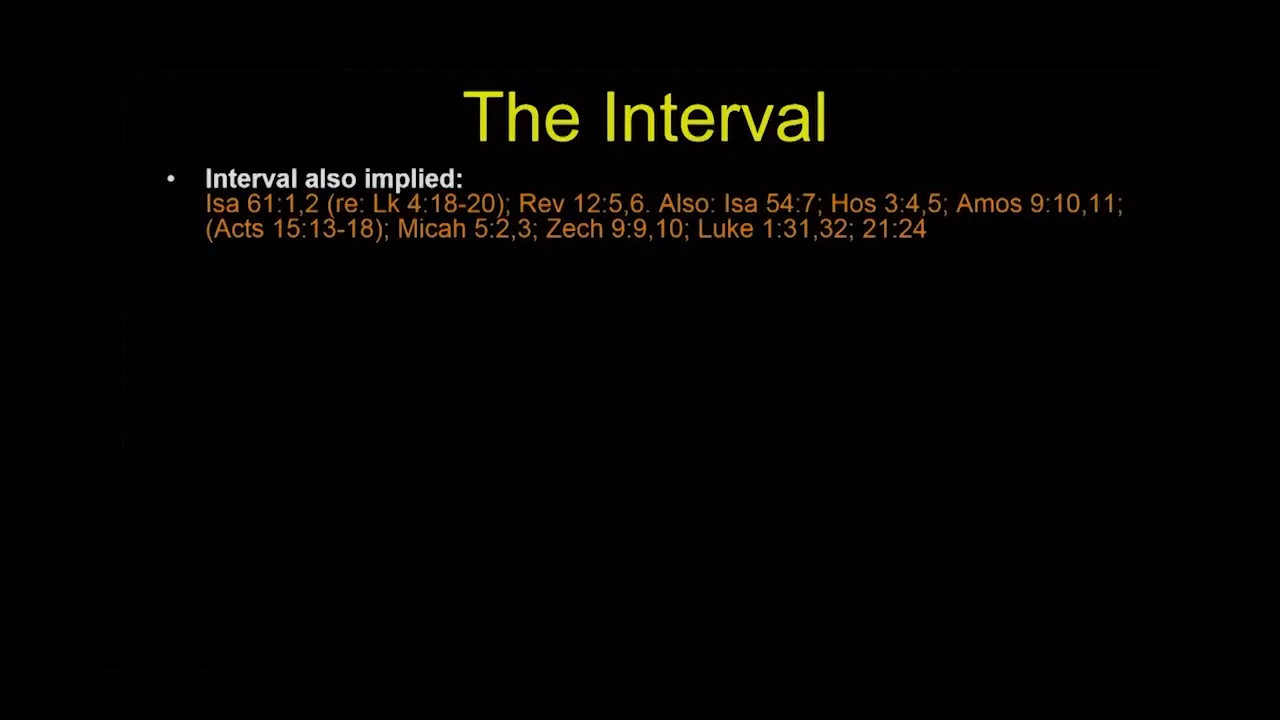 The Interval
• Interval also implied:
Isa 61:1,2 (re: Lk 4:18-20); Rev 12:5,6. Also: Isa 54:7; Hos 3:4,5; Amos 9:10,11;
(Acts 15:13-18); Micah 5:2,3; Zech 9:9,10; Luke 1:31,32; 21:24